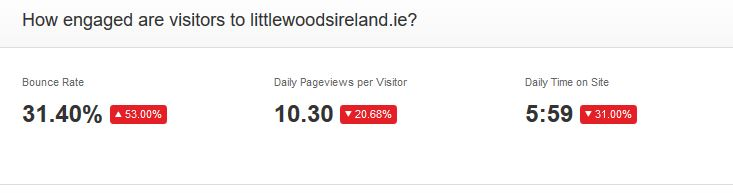 How engaged are visitors to littlewoodsireland.ie?
Bounce Rate
31.40% ▲ 53.00%
Daily Pageviews per Visitor
10.30 ▼ 20.68%
Daily Time on Site
5:59 ▼ 31.00%